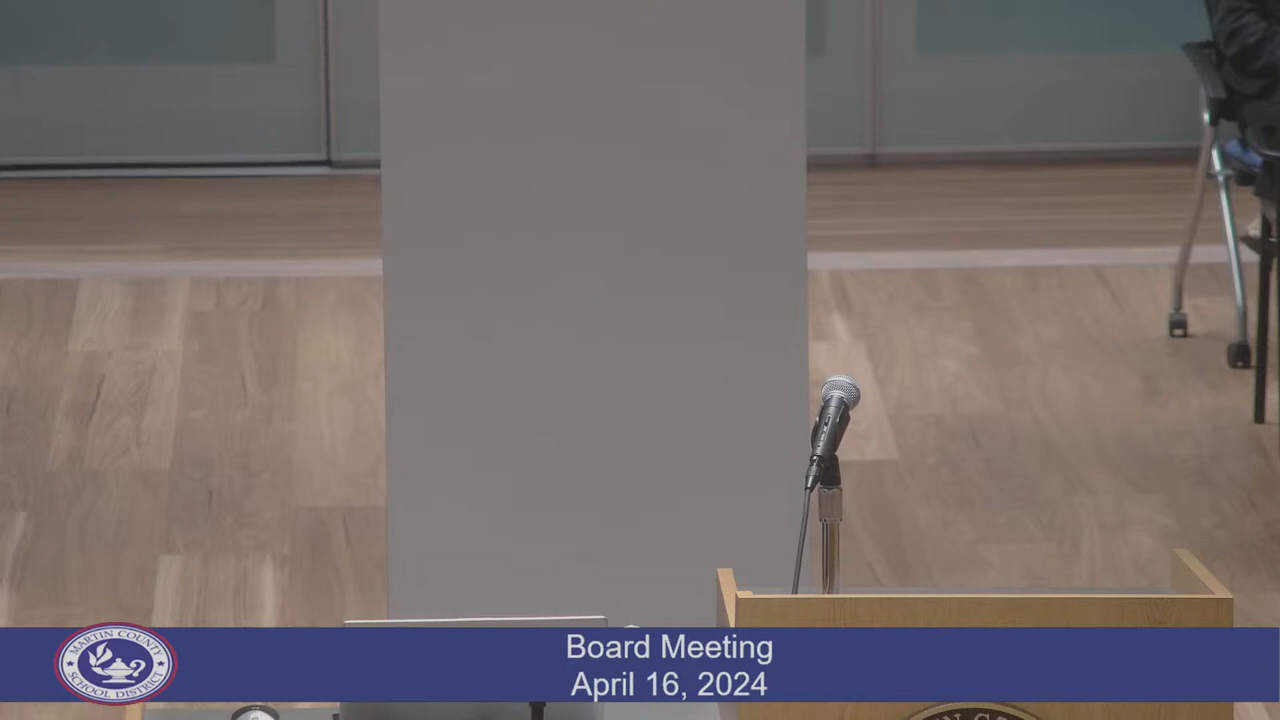 MARTIN COUNTY
SCHOOL DISTRICT
Board Meeting
April 16, 2024